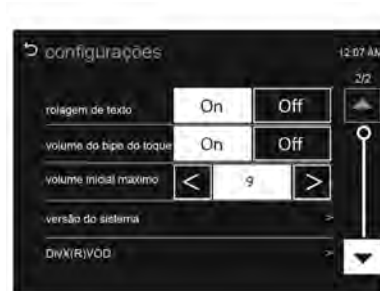 configurações
12:07 AM
2/2
rolagem de texto On Off
volume do bipe do toque On Off
volume inicial máximo < 9 >
versão do sistema >
DivX(R)VOD >